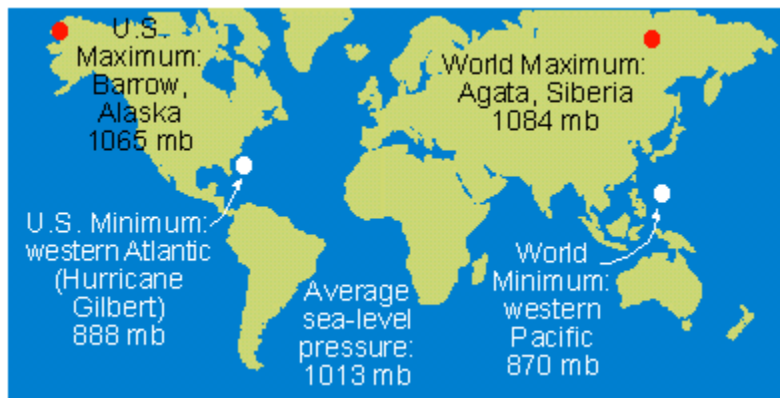 U.S.
Maximum:
Barrow,
Alaska
1065 mb
World Maximum:
Agata, Siberia
1084 mb
U.S. Minimum:
western Atlantic
(Hurricane
Gilbert)
888 mb
Average
sea-level
pressure:
1013 mb
World
Minimum:
western
Pacific
870 mb